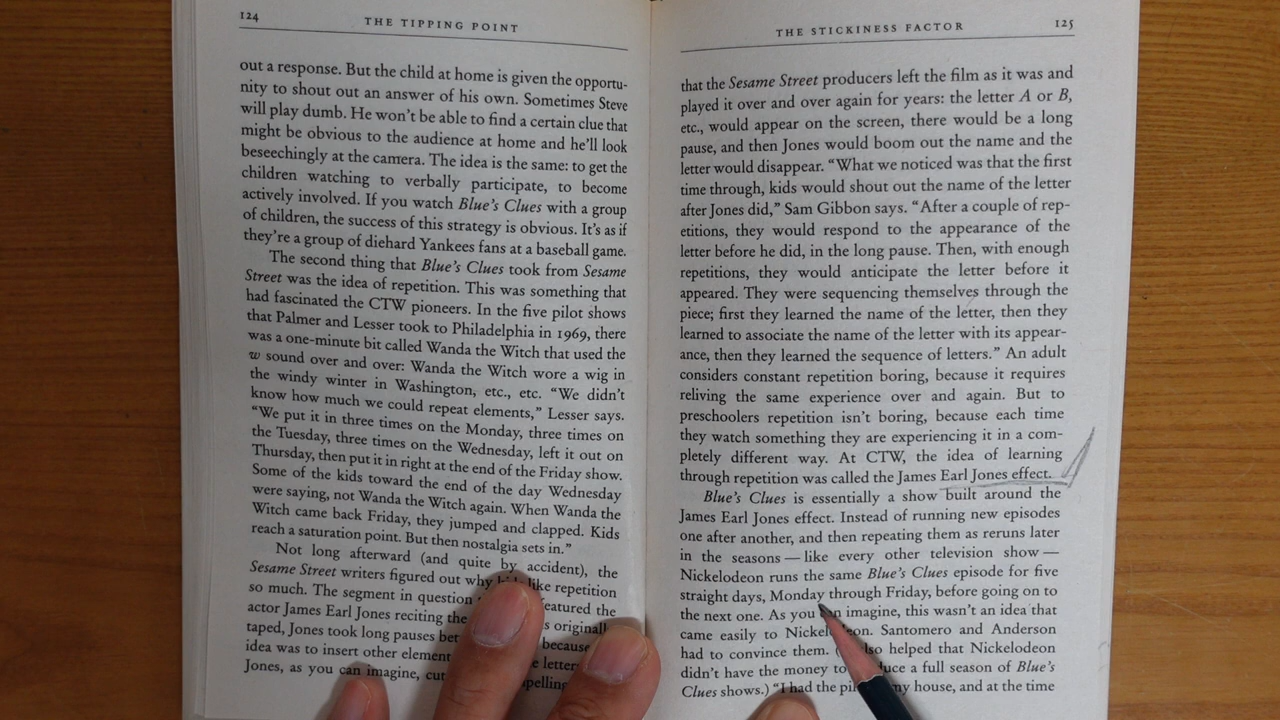 124
THE TIPPING POINT
out a response. But the child at home is given the opportu-
nity to shout out an answer of his own. Sometimes Steve
will play dumb. He won't be able to find a certain clue that
might be obvious to the audience at home and he'll look
beseechingly at the camera. The idea is the same: to get the
children watching to verbally participate, to become
actively involved. If you watch Blue's Clues with a group
of children, the success of this strategy is obvious. It's as if
they're a group of diehard Yankees fans at a baseball game.
The second thing that Blue's Clues took from Sesame
Street was the idea of repetition. This was something that
had fascinated the CTW pioneers. In the five pilot shows
that Palmer and Lesser took to Philadelphia in 1969, there
was a one-minute bit called Wanda the Witch that used the
w sound over and over: Wanda the Witch wore a wig in
the windy winter in Washington, etc., etc. "We didn't
know how much we could repeat elements," Lesser says.
"We put it in three times on the Monday, three times on
the Tuesday, three times on the Wednesday, left it out on
Thursday, then put it in right at the end of the Friday show.
Some of the kids toward the end of the day Wednesday
were saying, not Wanda the Witch again. When Wanda the
Witch came back Friday, they jumped and clapped. Kids
reach a saturation point. But then nostalgia sets in."
Not long afterward (and quite by accident), the
Sesame Street writers figured out why kids like repetition
so much. The segment in question featured the
actor James Earl Jones reciting the
taped, Jones took long pauses because
idea was to insert other element
Jones, as you can imagine, cut
THE STICKINESS FACTOR
125
that the Sesame Street producers left the film as it was and
played it over and over again for years: the letter A or B,
etc., would appear on the screen, there would be a long
pause, and then Jones would boom out the name and the
letter would disappear. "What we noticed was that the first
time through, kids would shout out the name of the letter
after Jones did," Sam Gibbon says. "After a couple of rep-
etitions, they would respond to the appearance of the
letter before he did, in the long pause. Then, with enough
repetitions, they would anticipate the letter before it
appeared. They were sequencing themselves through the
piece; first they learned the name of the letter, then they
learned to associate the name of the letter with its appear-
ance, then they learned the sequence of letters." An adult
considers constant repetition boring, because it requires
reliving the same experience over and again. But to
preschoolers repetition isn't boring, because each time
they watch something they are experiencing it in a com-
pletely different way. At CTW, the idea of learning
through repetition was called the James Earl Jones effect.
Blue's Clues is essentially a show built around the
James Earl Jones effect. Instead of running new episodes
one after another, and then repeating them as reruns later
in the seasons — like every other television show —
Nickelodeon runs the same Blue's Clues episode for five
straight days, Monday through Friday, before going on to
the next one. As you can imagine, this wasn't an idea that
came easily to Nickelodeon. Santomero and Anderson
had to convince them. (It also helped that Nickelodeon
didn't have the money to produce a full season of Blue's
Clues shows.) "I had the pilot in my house, and at the time